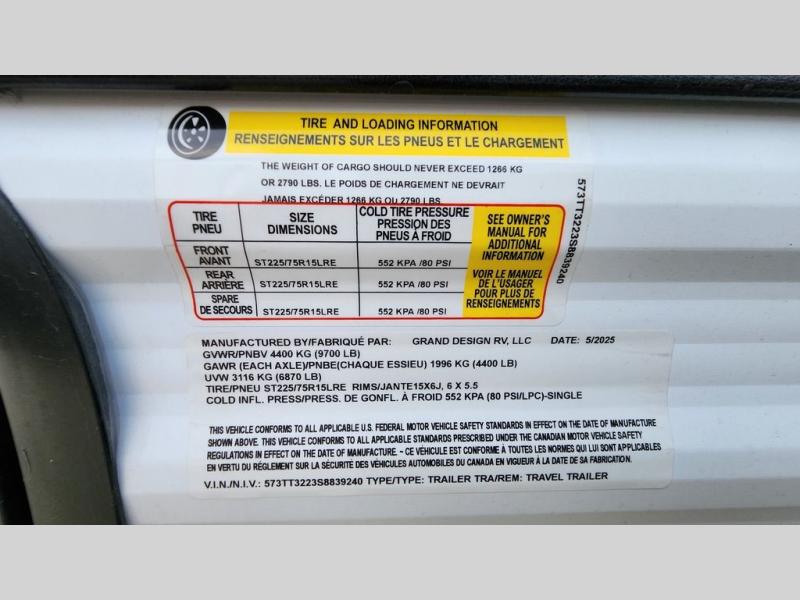 TIRE AND LOADING INFORMATION
RENSEIGNEMENTS SUR LES PNEUS ET LE CHARGEMENT
THE WEIGHT OF CARGO SHOULD NEVER EXCEED 1266 KG
OR 2790 LBS. LE POIDS DE CHARGEMENT NE DEVRAIT
JAMAIS EXCÉDER 1266 KG OU 2790 LBS
TIRE PNEU SIZE DIMENSIONS COLD TIRE PRESSURE PRESSION DES PNEUS À FROID
FRONT AVANT ST225/75R15LRE 552 KPA /80 PSI
REAR ARRIÈRE ST225/75R15LRE 552 KPA /80 PSI
SPARE DE SECOURS ST225/75R15LRE 552 KPA /80 PSI
SEE OWNER'S
MANUAL FOR
ADDITIONAL
INFORMATION
VOIR LE MANUEL
DE L'USAGER
POUR PLUS DE
RENSEIGNEMENTS
573TT3223S8839240
MANUFACTURED BY/FABRIQUÉ PAR: GRAND DESIGN RV, LLC DATE: 5/2025
GVWR/PNBV 4400 KG (9700 LB)
GAWR (EACH AXLE)/PNBE(CHAQUE ESSIEU) 1996 KG (4400 LB)
UVW 3116 KG (6870 LB)
TIRE/PNEU ST225/75R15LRE RIMS/JANTE15X6J, 6 X 5.5
COLD INFL. PRESS/PRESS. DE GONFL. À FROID 552 KPA (80 PSI/LPC)-SINGLE
THIS VEHICLE CONFORMS TO ALL APPLICABLE U.S. FEDERAL MOTOR VEHICLE SAFETY STANDARDS IN EFFECT ON THE DATE OF MANUFACTURE
SHOWN ABOVE. THIS VEHICLE CONFORMS TO ALL APPLICABLE STANDARDS PRESCRIBED UNDER THE CANADIAN MOTOR VEHICLE SAFETY
REGULATIONS IN EFFECT ON THE DATE OF MANUFACTURE. - CE VEHICULE EST CONFORME À TOUTES LES NORMES QUI LUI SONT APPLICABLES
EN VERTU DU RÉGLEMENT SUR LA SÉCURITÉ DES VÉHICULES AUTOMOBILES DU CANADA EN VIGUEUR À LA DATE DE SA FABRICATION.
V.I.N./N.I.V.: 573TT3223S8839240 TYPE/TYPE: TRAILER TRA/REM: TRAVEL TRAILER